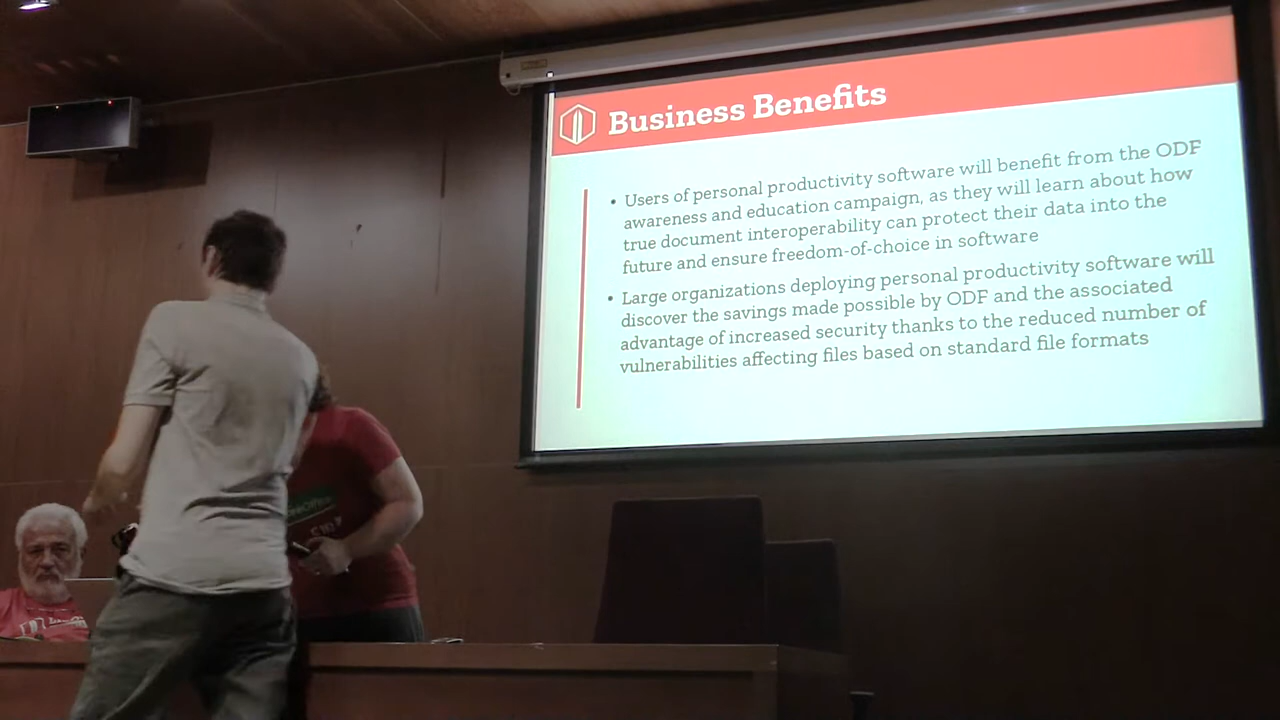 Business Benefits
• Users of personal productivity software will benefit from the ODF
awareness and education campaign, as they will learn about how
true document interoperability can protect their data into the
future and ensure freedom-of-choice in software
• Large organizations deploying personal productivity software will
discover the savings made possible by ODF and the associated
advantage of increased security thanks to the reduced number of
vulnerabilities affecting files based on standard file formats